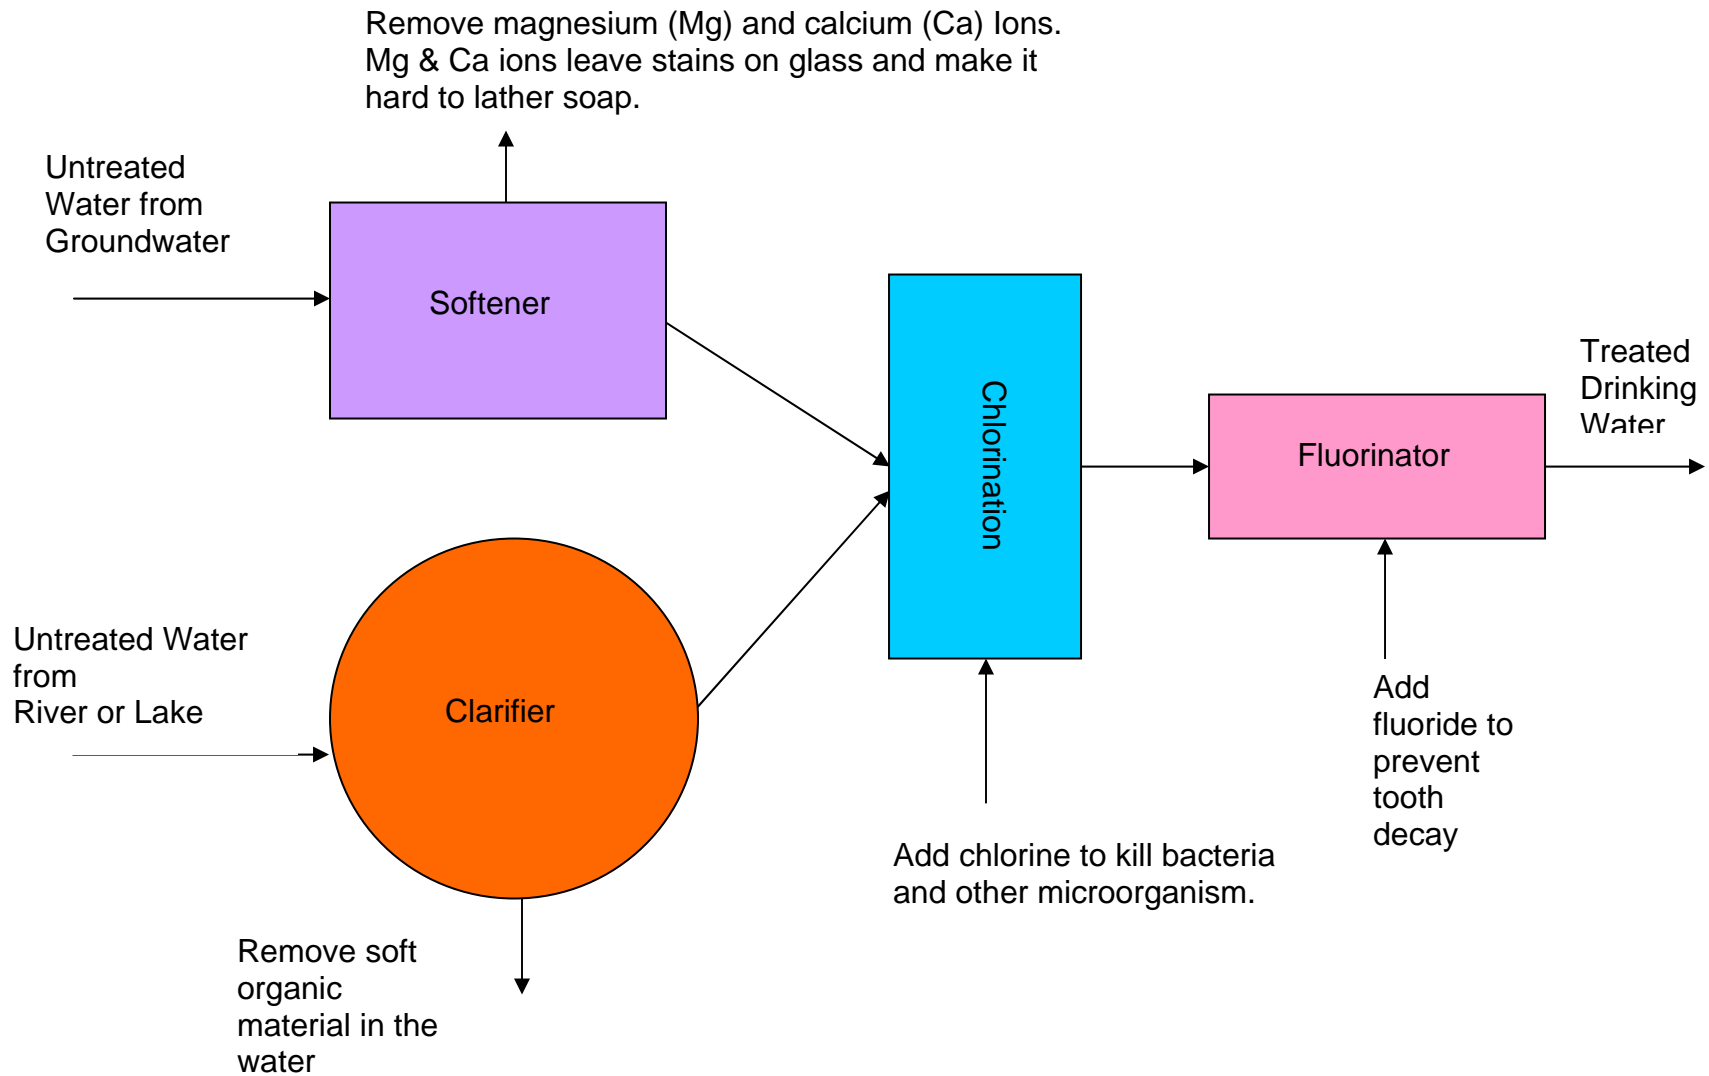 Remove magnesium (Mg) and calcium (Ca) Ions.
Mg & Ca ions leave stains on glass and make it
hard to lather soap.
Untreated
Water from
Groundwater
Softener
Chlorination
Treated
Drinking
Water
Fluorinator
Untreated Water
from
River or Lake
Clarifier
Add
fluoride to
prevent
tooth
decay
Add chlorine to kill bacteria
and other microorganism.
Remove soft
organic
material in the
water